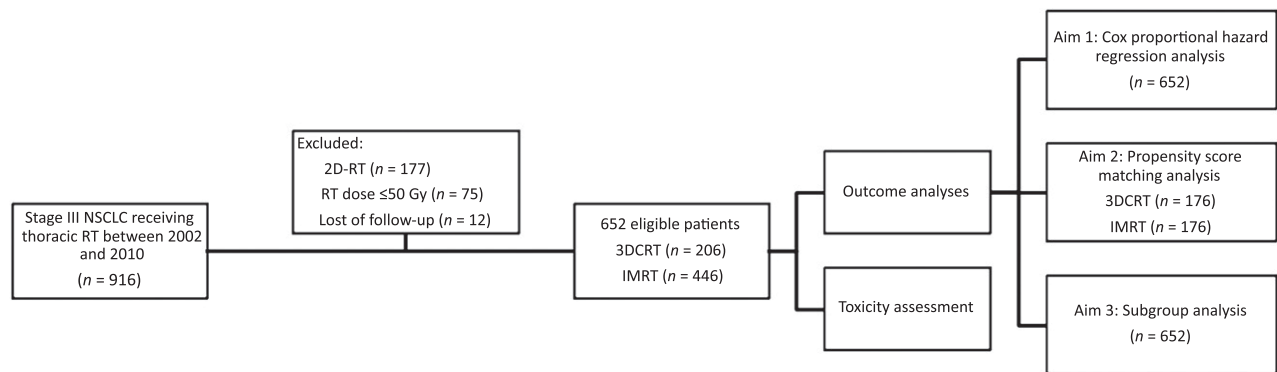 Stage III NSCLC receiving
thoracic RT between 2002
and 2010
(n = 916)
Excluded:
2D-RT (n = 177)
RT dose ≤50 Gy (n = 75)
Lost of follow-up (n = 12)
652 eligible patients
3DCRT (n = 206)
IMRT (n = 446)
Outcome analyses
Toxicity assessment
Aim 1: Cox proportional hazard
regression analysis
(n = 652)
Aim 2: Propensity score
matching analysis
3DCRT (n = 176)
IMRT (n = 176)
Aim 3: Subgroup analysis
(n = 652)